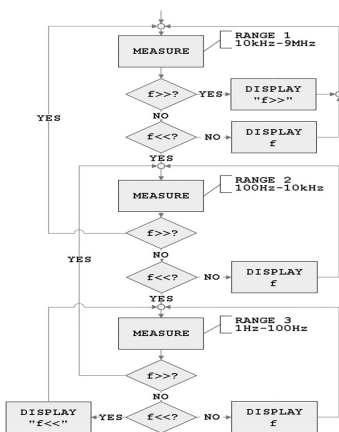 RANGE 1
10kHz-9MHz
MEASURE
f>>?
YES
DISPLAY
"f>>"
NO
YES
f<<?
NO
DISPLAY
f
YES
RANGE 2
100Hz-10kHz
MEASURE
f>>?
NO
YES
f<<?
NO
DISPLAY
f
YES
RANGE 3
1Hz-100Hz
MEASURE
f>>?
NO
DISPLAY
"f<<"
YES
f<<?
NO
DISPLAY
f